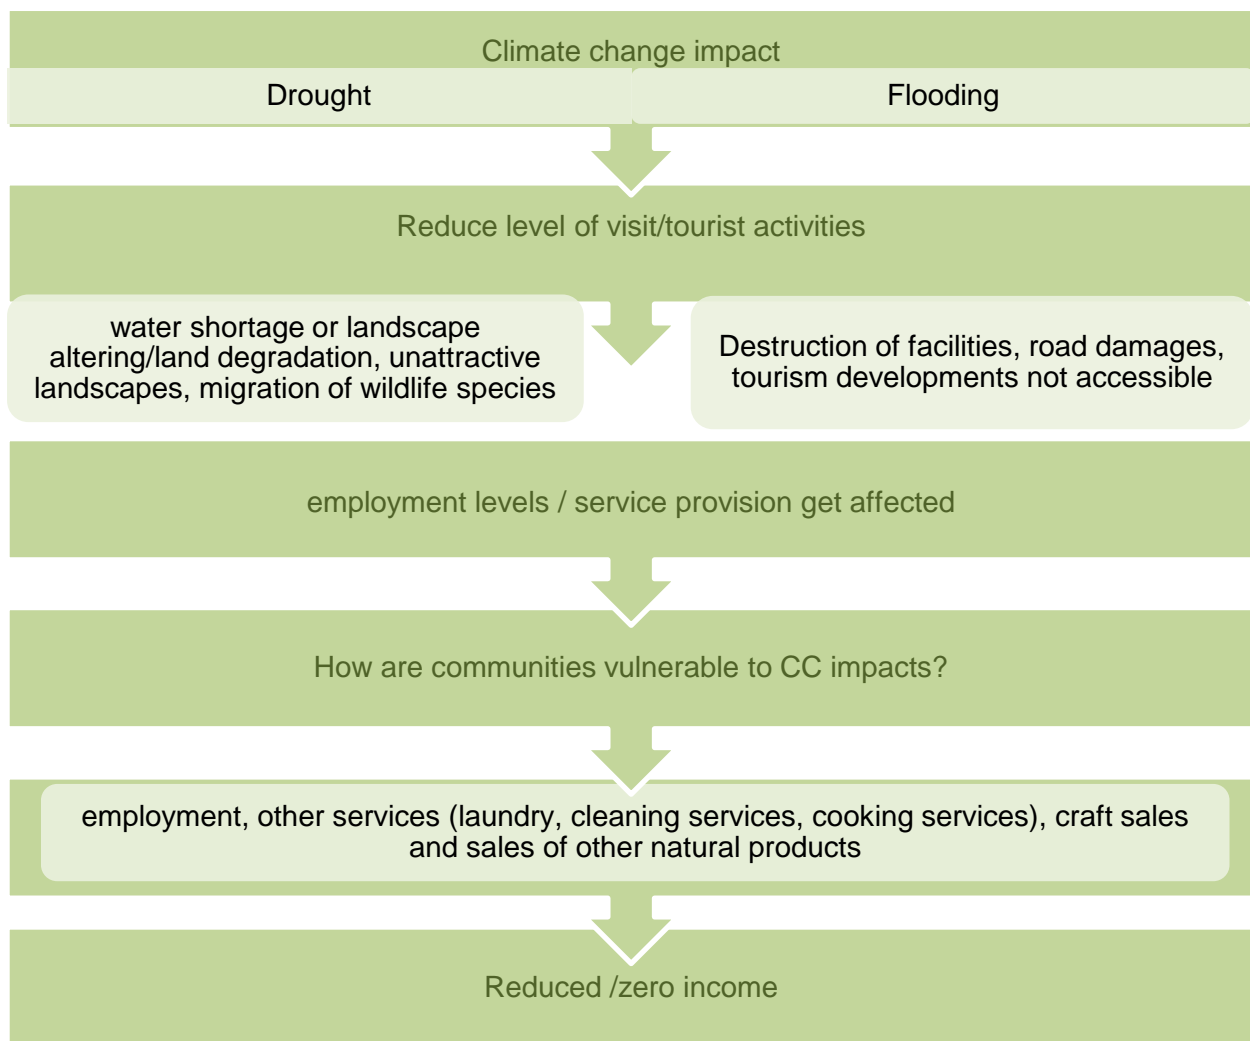 Climate change impact
Drought
Flooding
Reduce level of visit/tourist activities
water shortage or landscape
altering/land degradation, unattractive
landscapes, migration of wildlife species
Destruction of facilities, road damages,
tourism developments not accessible
employment levels / service provision get affected
How are communities vulnerable to CC impacts?
employment, other services (laundry, cleaning services, cooking services), craft sales
and sales of other natural products
Reduced /zero income